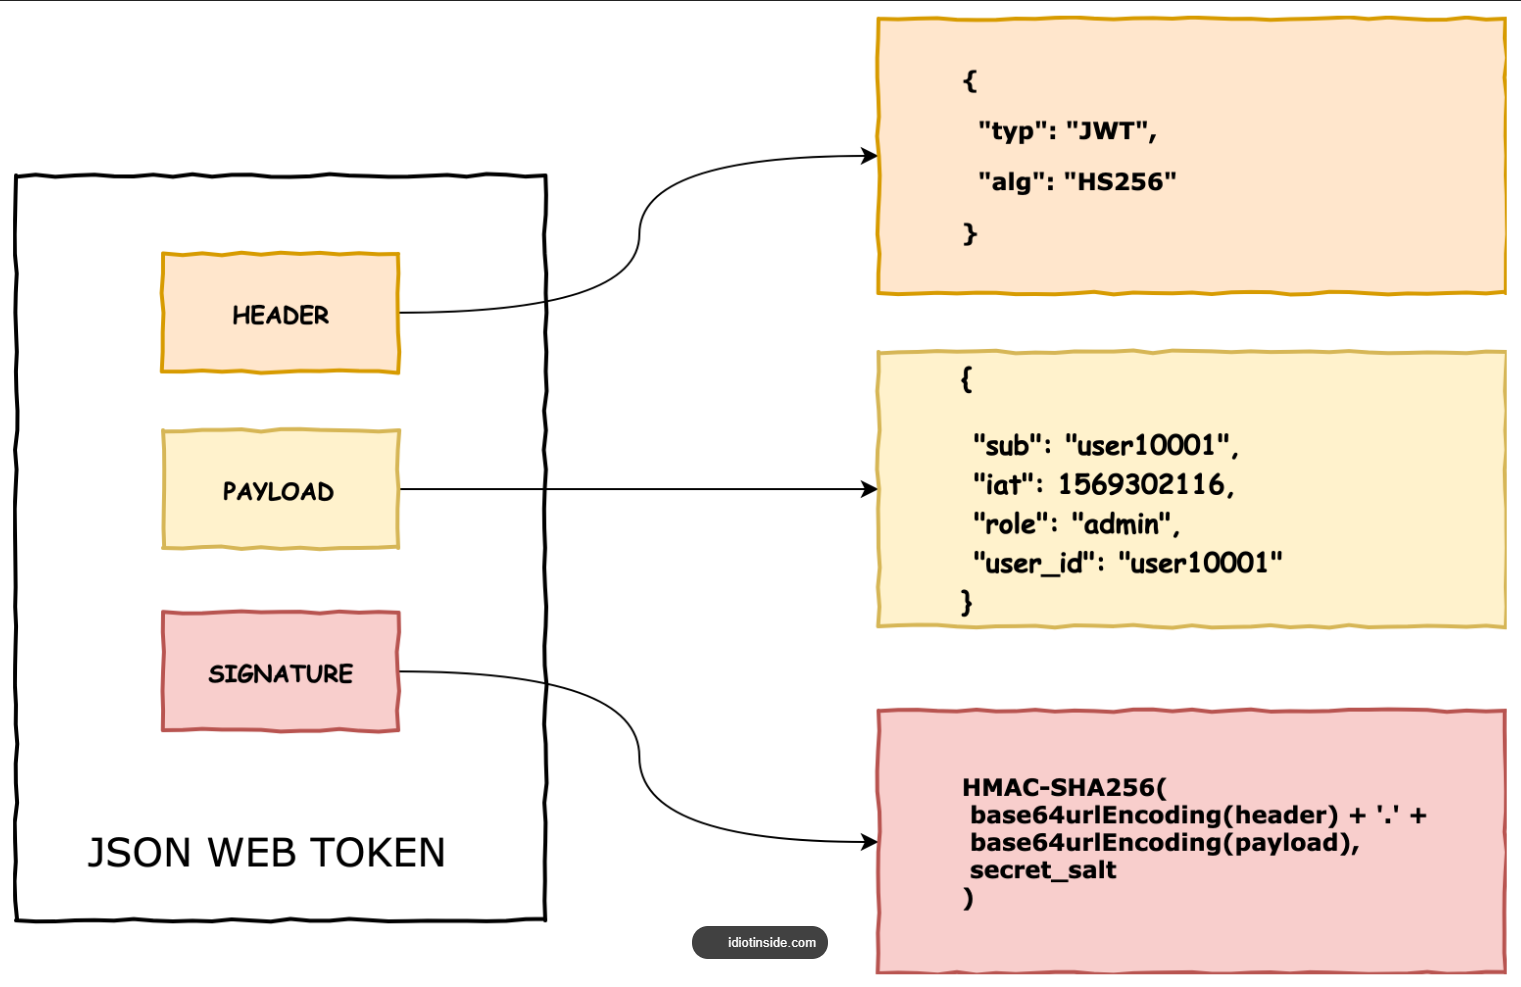 HEADER
PAYLOAD
SIGNATURE
JSON WEB TOKEN
{
"typ": "JWT",
"alg": "HS256"
}
{
"sub": "user10001",
"iat": 1569302116,
"role": "admin",
"user_id": "user10001"
}
HMAC-SHA256(
base64urlEncoding(header) + '.' +
base64urlEncoding(payload),
secret_salt
)
idiotinside.com